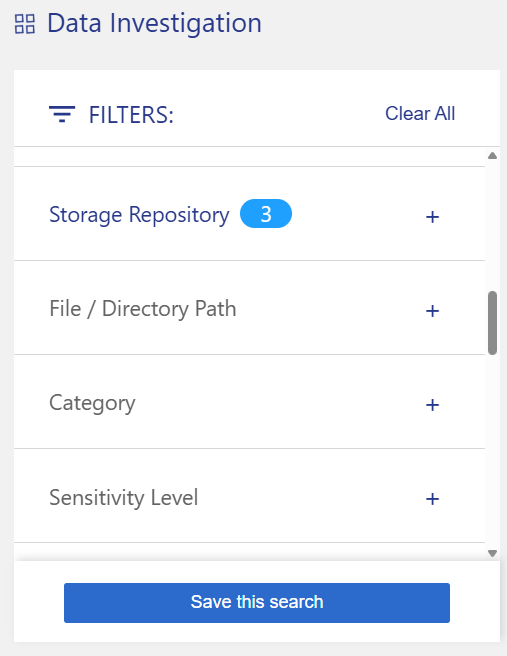 Data Investigation
FILTERS: Clear All
Storage Repository 3 +
File / Directory Path +
Category +
Sensitivity Level +
Save this search